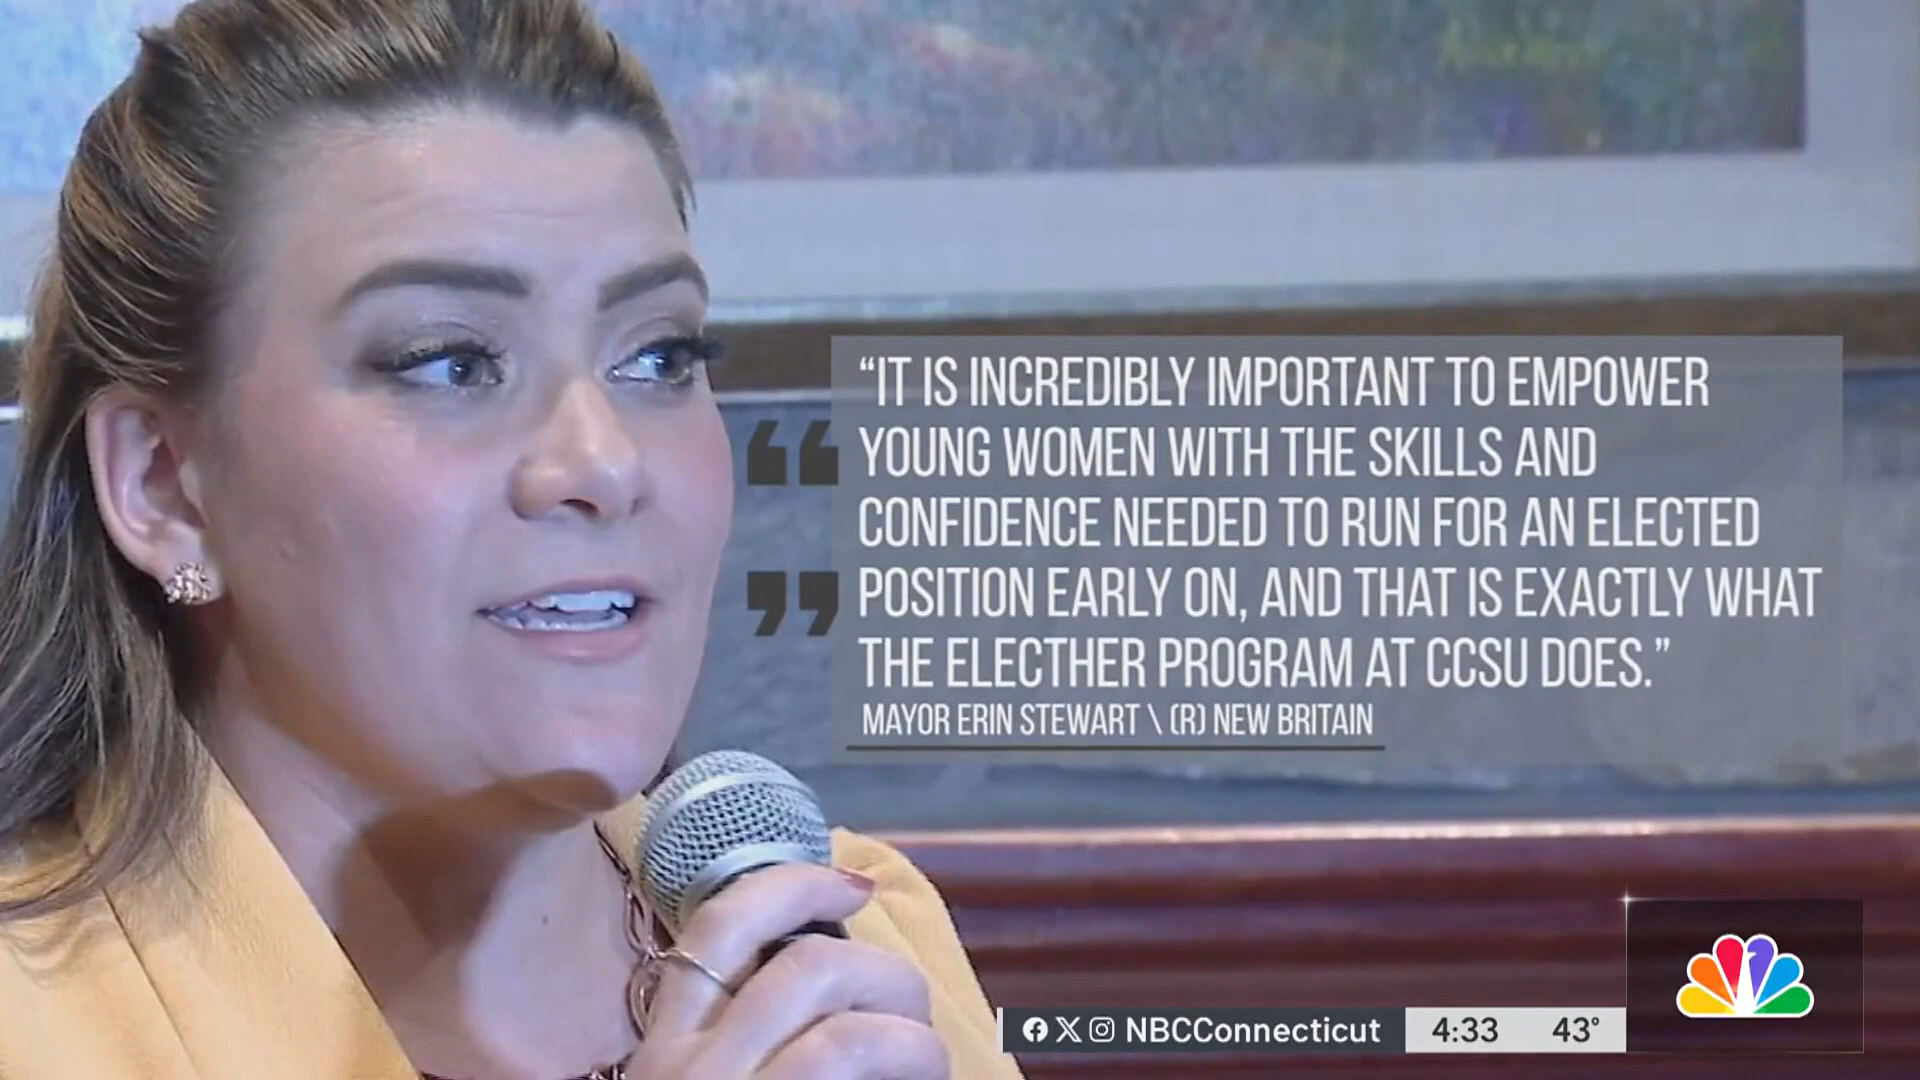 “IT IS INCREDIBLY IMPORTANT TO EMPOWER
YOUNG WOMEN WITH THE SKILLS AND
CONFIDENCE NEEDED TO RUN FOR AN ELECTED
POSITION EARLY ON, AND THAT IS EXACTLY WHAT
THE ELECTHER PROGRAM AT CCSU DOES.”
MAYOR ERIN STEWART \ (R) NEW BRITAIN
NBCConnecticut 4:33 43°